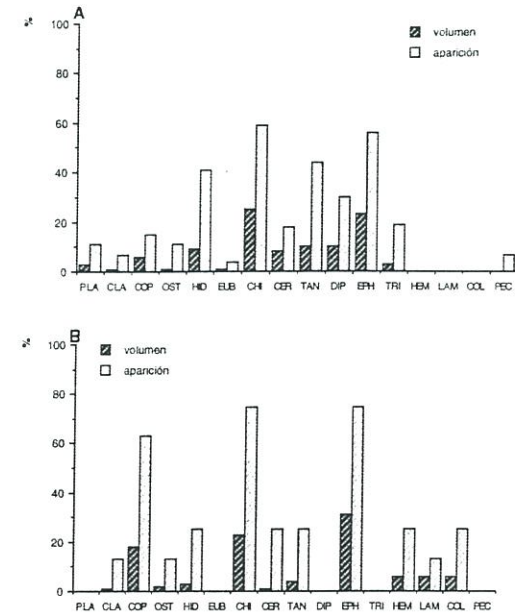 A
%
100
80
60
40
20
0
volumen
aparición
PLA CLA COP OST HID EUB CHI CER TAN DIP EPH TRI HEM LAM COL PEC
B
%
100
80
60
40
20
0
volumen
aparición
PLA CLA COP OST HID EUB CHI CER TAN DIP EPH TRI HEM LAM COL PEC